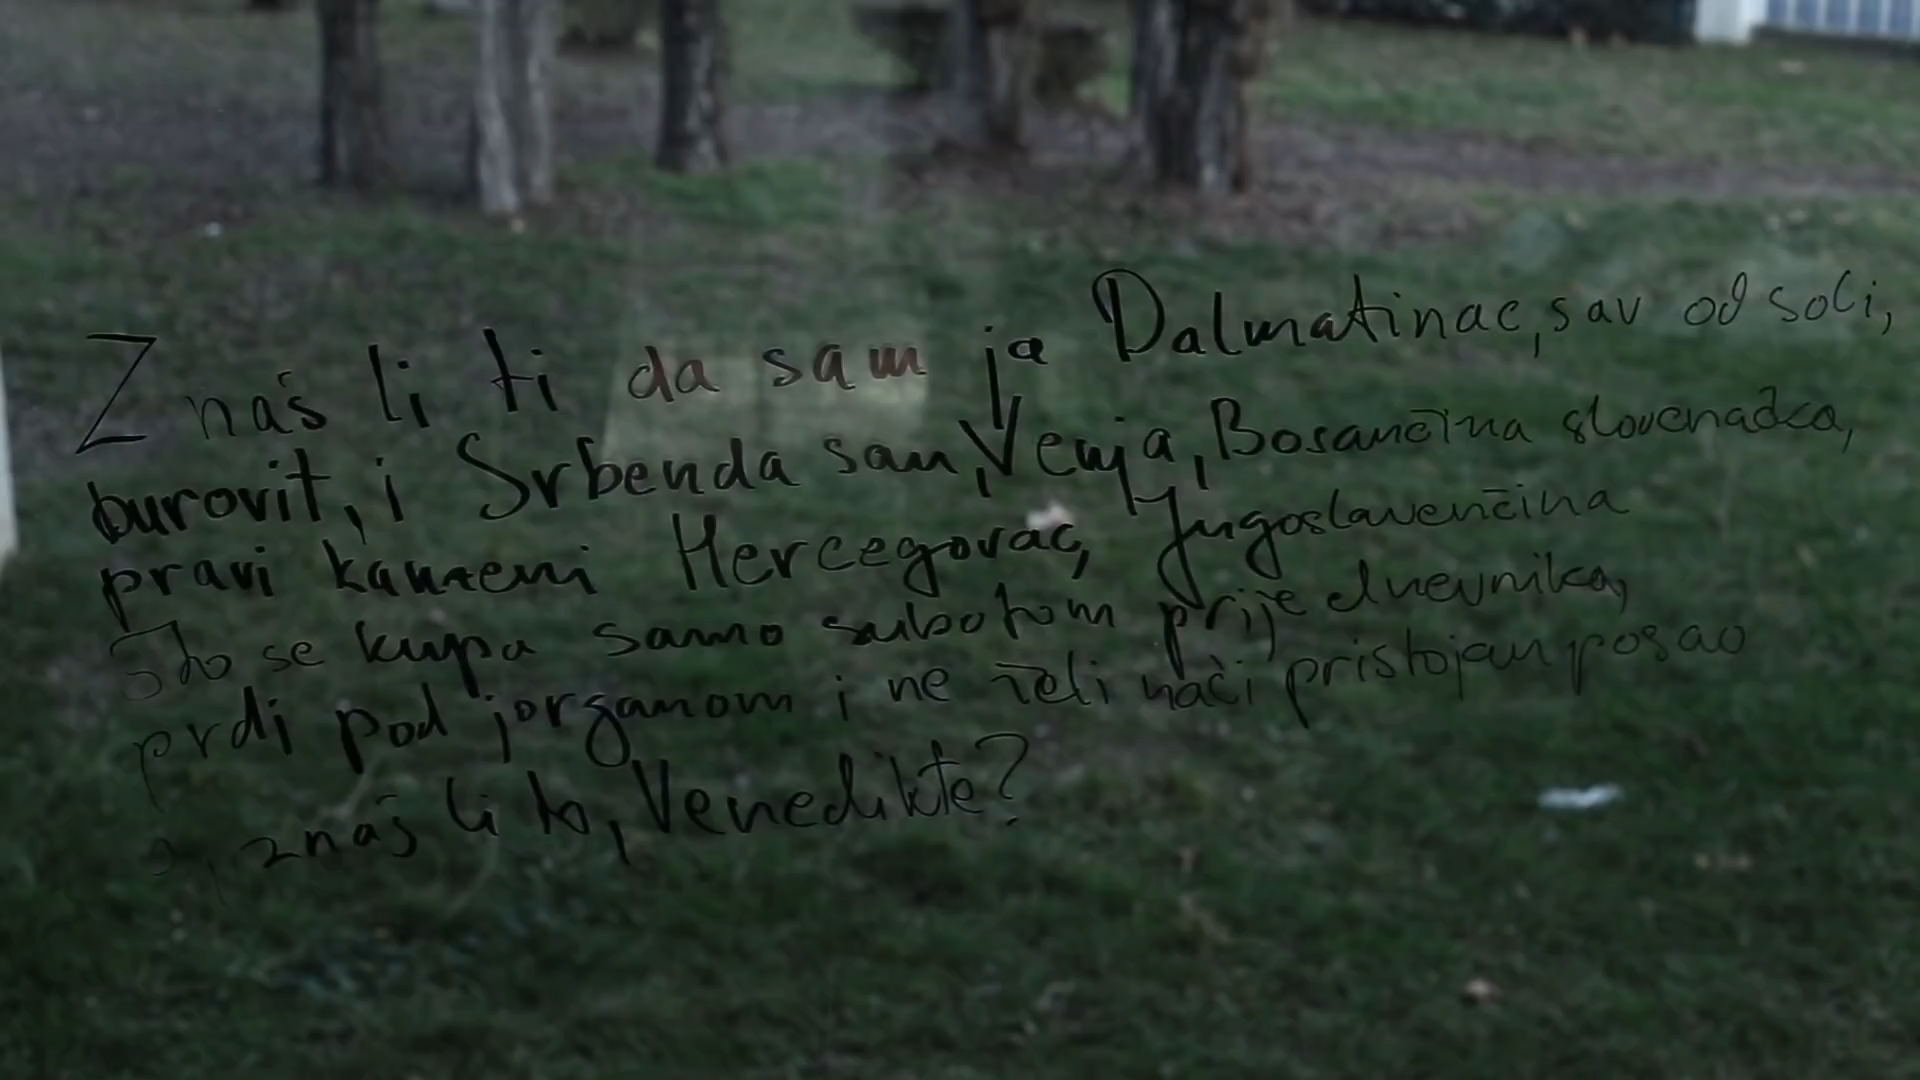 Znaš li ti da sam ja Dalmatinac, sav od soli,
burovit, i Srbenda sam, Venja, Bosančina slovenačka,
pravi kameni Hercegovac, Jugoslavenčina
što se kupa samo subotom prije dnevnika,
prdi pod jorganom i ne želi naći pristojan posao
znaš li to, Venedikte?